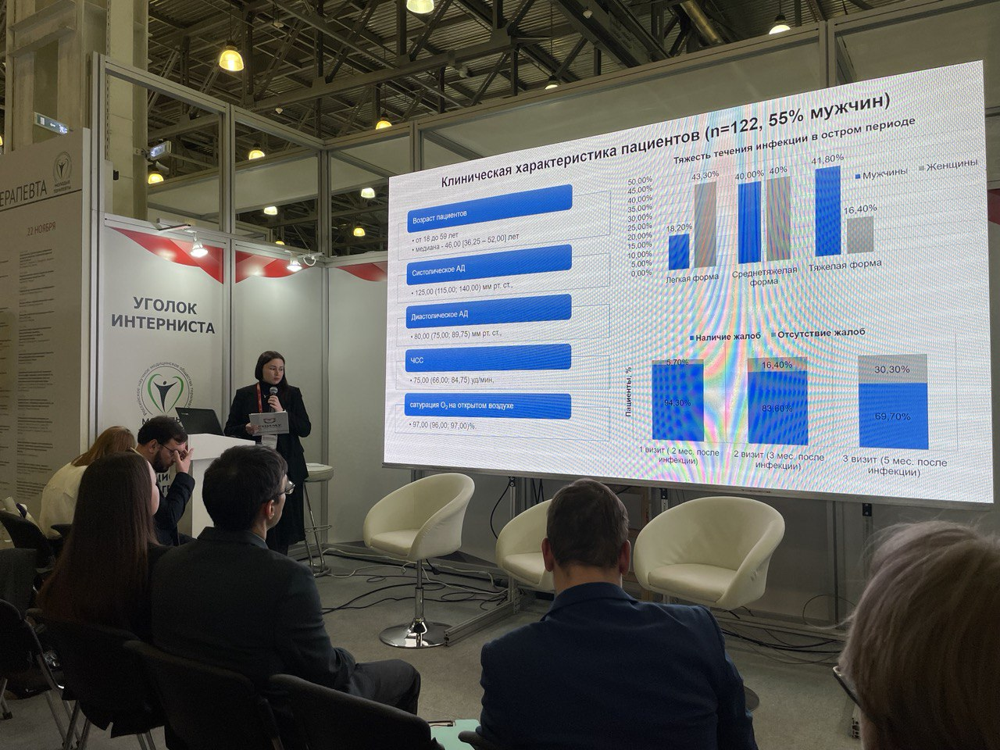 ЕРАПЕВТА
22 НОЯБРЯ
УГОЛОК
ИНТЕРНИСТА
Клиническая характеристика пациентов (n=122, 55% мужчин)
Возраст пациентов
• от 18 до 59 лет
• медиана - 46,00 [36,25 – 52,00] лет
Систолическое АД
• 125,00 (115,00; 140,00) мм рт. ст.,
Диастолическое АД
• 80,00 (75,00; 89,75) мм рт. ст.,
ЧСС
• 75,00 (66,00; 84,75) уд/мин,
сатурация O₂ на открытом воздухе
• 97,00 (96,00; 97,00)%.
Тяжесть течения инфекции в остром периоде
50,00%
45,00%
40,00%
35,00%
30,00%
25,00%
20,00%
15,00%
10,00%
5,00%
0,00%
18,20%
43,30%
40,00%
40%
41,80%
16,40%
Мужчины
Женщины
Легкая форма
Среднетяжелая
форма
Тяжелая форма
Наличие жалоб
Отсутствие жалоб
Пациенты, %
5,70%
94,30%
16,40%
83,60%
30,30%
69,70%
1 визит ( 2 мес. после
инфекции)
2 визит (3 мес. после
инфекции)
3 визит (5 мес. после
инфекции)